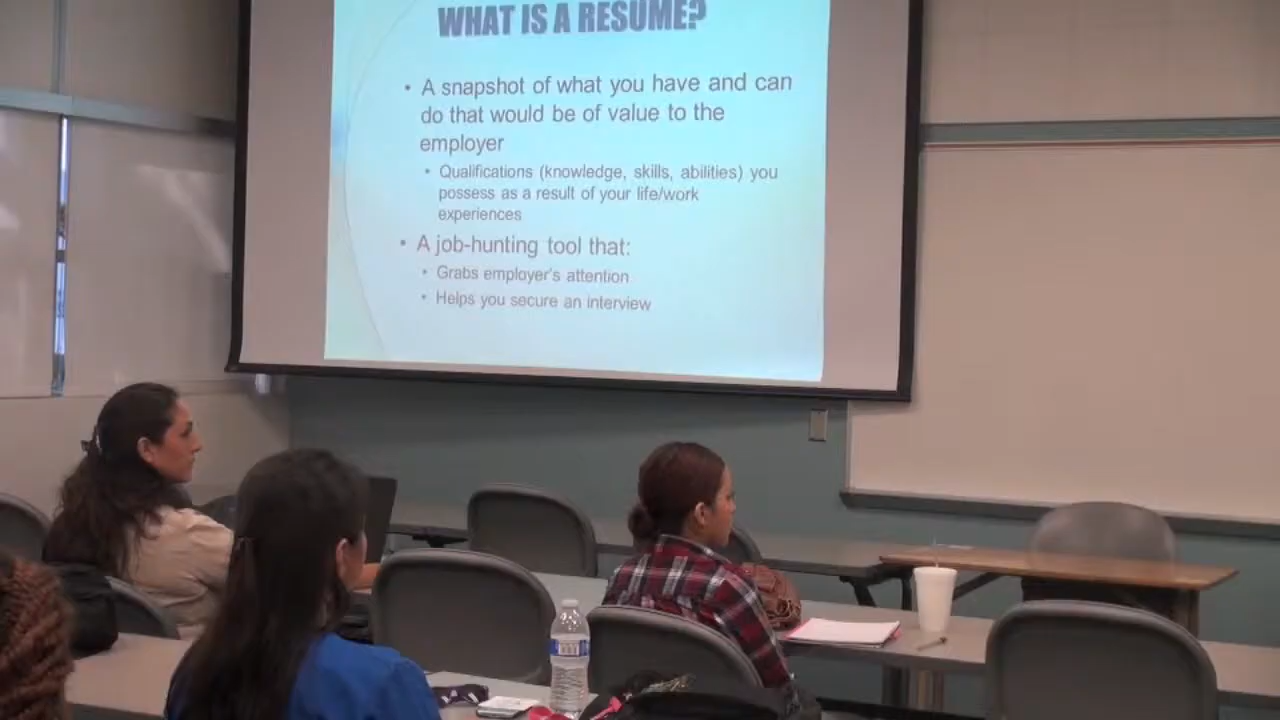 WHAT IS A RESUME?
• A snapshot of what you have and can
do that would be of value to the
employer
• Qualifications (knowledge, skills, abilities) you
possess as a result of your life/work
experiences
• A job-hunting tool that:
• Grabs employer's attention
• Helps you secure an interview